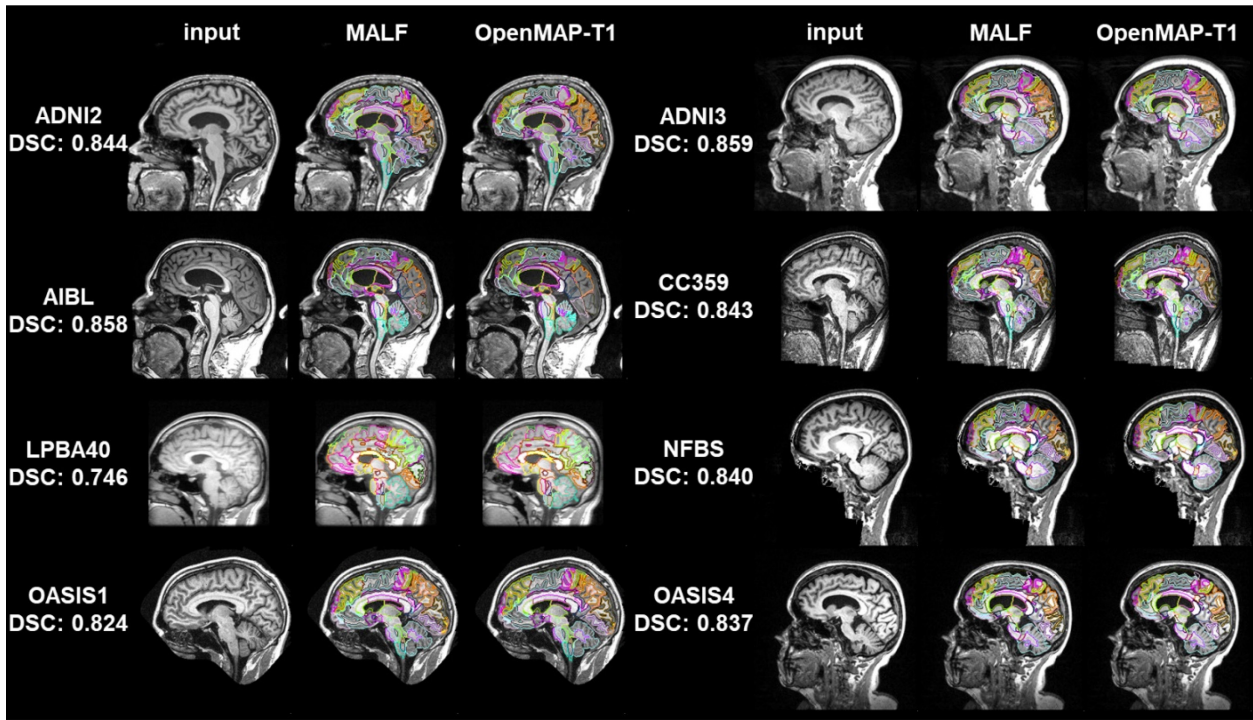 input MALF OpenMAP-T1 input MALF OpenMAP-T1
ADNI2
DSC: 0.844
ADNI3
DSC: 0.859
AIBL
DSC: 0.858
CC359
DSC: 0.843
LPBA40
DSC: 0.746
NFBS
DSC: 0.840
OASIS1
DSC: 0.824
OASIS4
DSC: 0.837